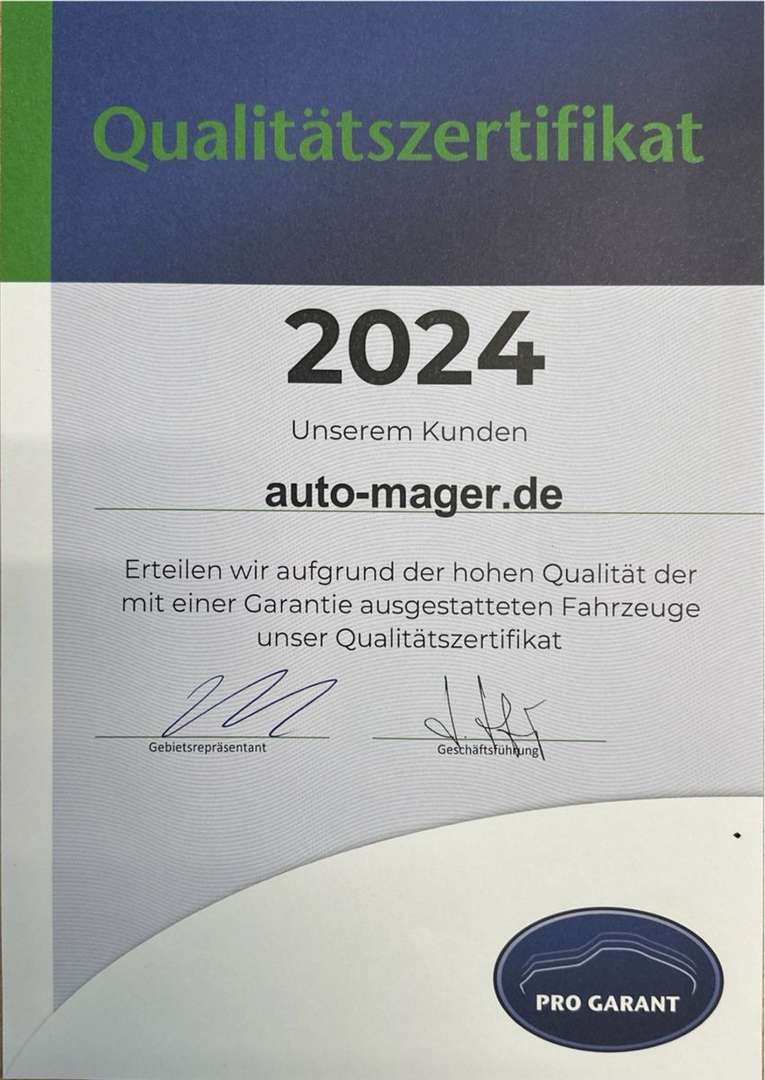 Qualitätszertifikat
2024
Unserem Kunden
auto-mager.de
Erteilen wir aufgrund der hohen Qualität der
mit einer Garantie ausgestatteten Fahrzeuge
unser Qualitätszertifikat
Gebietsrepräsentant
Geschäftsführung
PRO GARANT